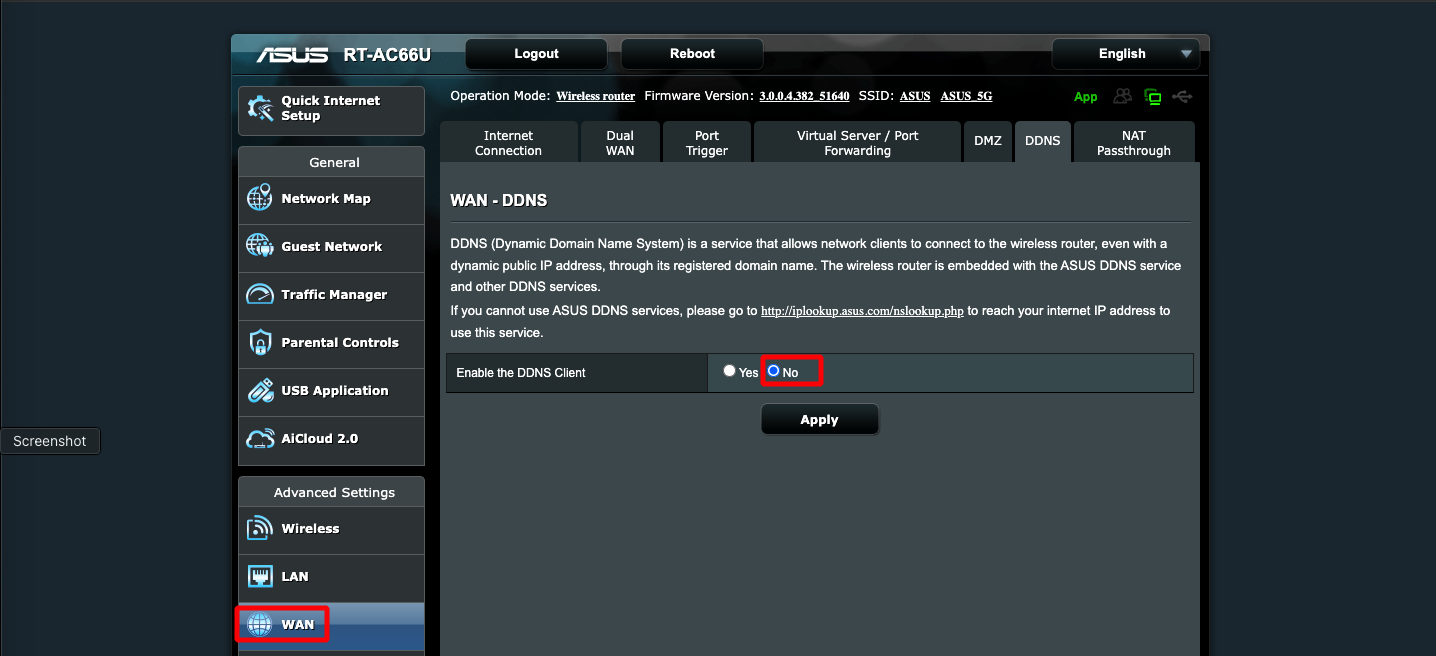 ASUS RT-AC66U Logout Reboot English
Quick Internet
Setup
Operation Mode: Wireless router Firmware Version: 3.0.0.4.382_51640 SSID: ASUS ASUS_5G App
Internet
Connection
Dual
WAN
Port
Trigger
Virtual Server / Port
Forwarding
DMZ
DDNS
NAT
Passthrough
General
Network Map
Guest Network
Traffic Manager
Parental Controls
USB Application
AiCloud 2.0
Advanced Settings
Wireless
LAN
WAN
WAN - DDNS
DDNS (Dynamic Domain Name System) is a service that allows network clients to connect to the wireless router, even with a
dynamic public IP address, through its registered domain name. The wireless router is embedded with the ASUS DDNS service
and other DDNS services.
If you cannot use ASUS DDNS services, please go to http://iplookup.asus.com/nslookup.php to reach your internet IP address to
use this service.
Enable the DDNS Client Yes No
Apply
Screenshot